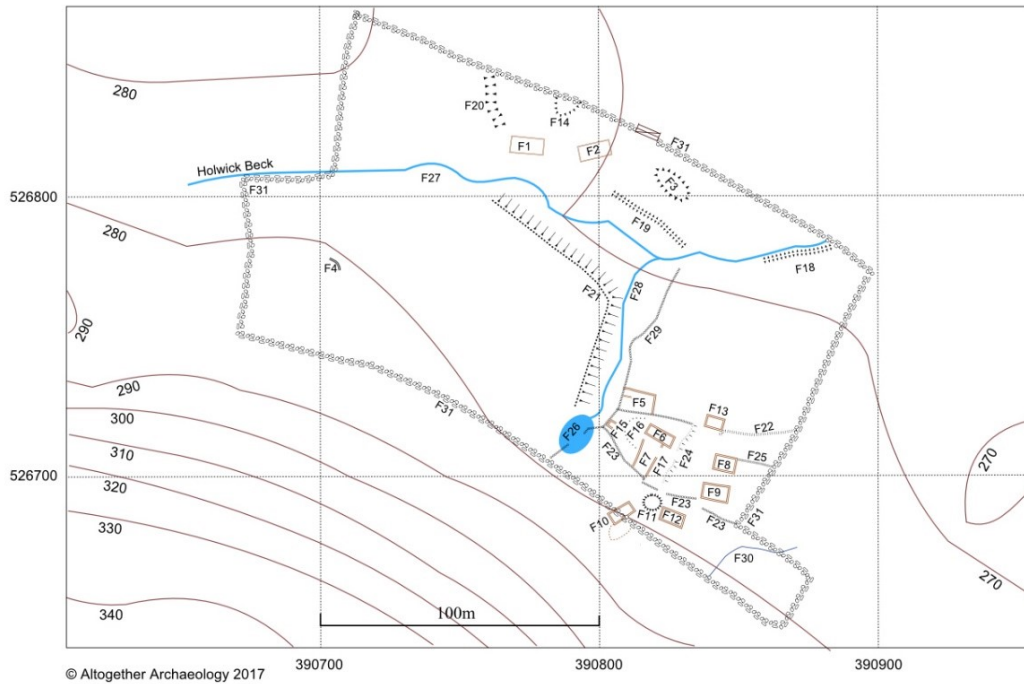 280
F20
F14
F1
F2
F31
Holwick Beck
F27
F31
F3
526800
F19
F18
280
F4
F21
F28
F29
290
290
F31
F5
F13
300
F26
F15
F16
F6
F22
310
F23
F7
F17
F24
F8
F25
270
526700
320
F9
F23
F10
F11
F12
F23
F31
330
F30
270
340
100m
390700
390800
390900
© Altogether Archaeology 2017